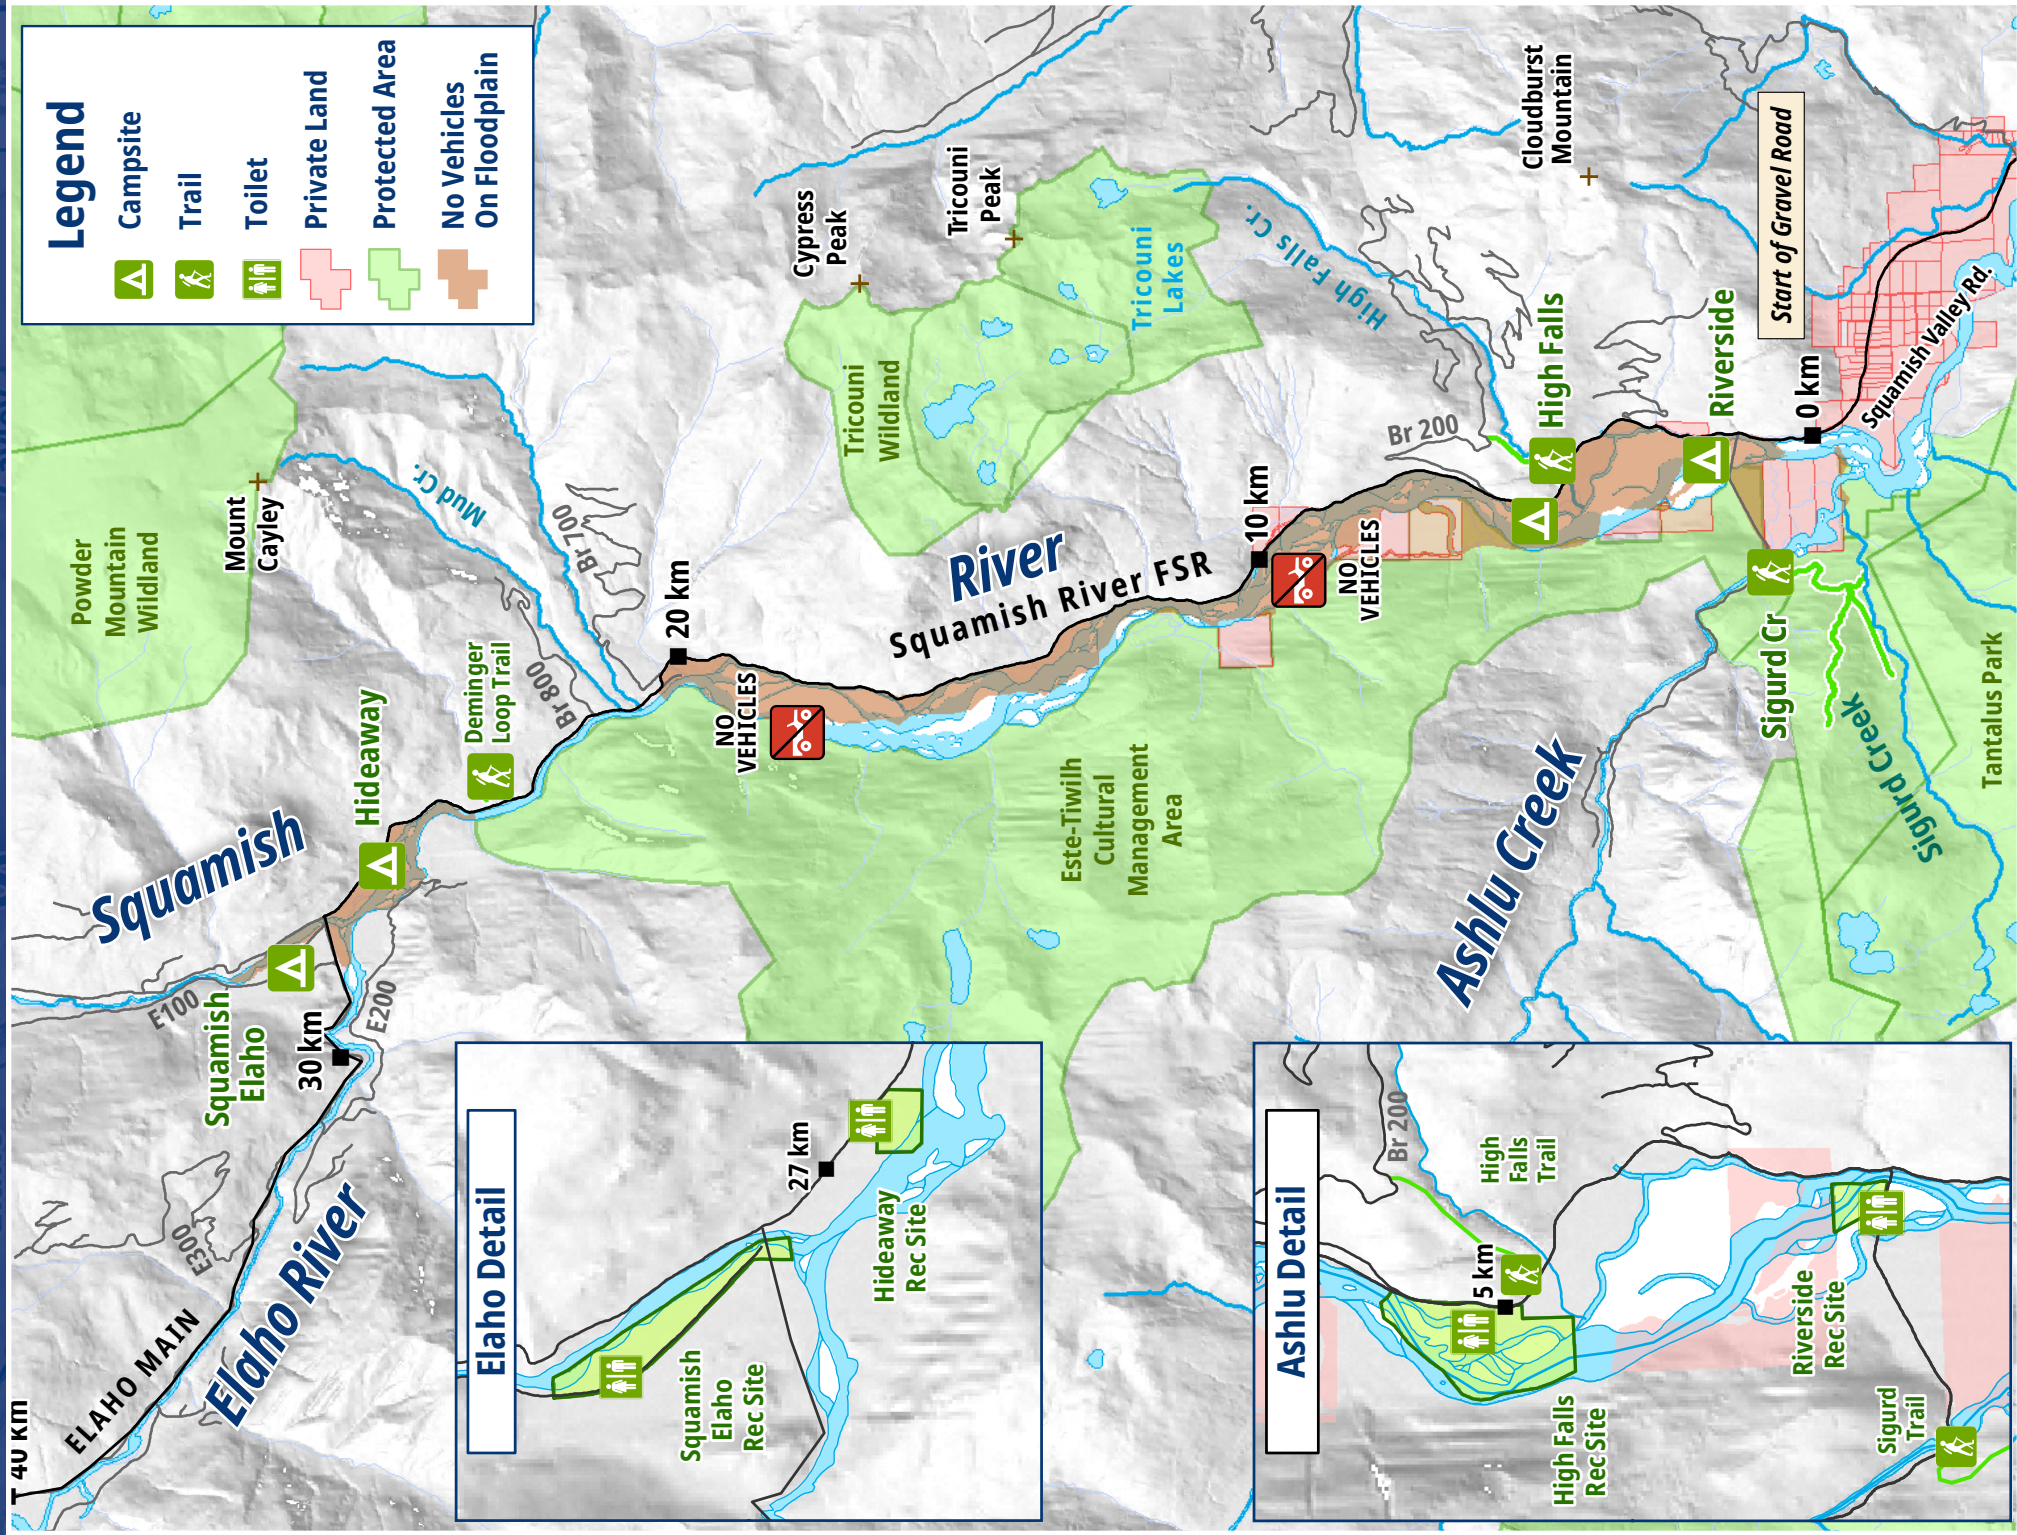 Legend
Campsite
Trail
Toilet
Private Land
Protected Area
No Vehicles
On Floodplain
Powder
Mountain
Wildland
Mount
Cayley
Mud Cr.
Br 700
Br 800
Deminger
Loop Trail
Hideaway
Squamish
River
E100
Squamish
Elaho
30 km
E200
E300
ELAHO MAIN
Elaho River
40 km
20 km
NO
VEHICLES
Squamish River FSR
Cypress
Peak
Tricouni
Peak
Tricouni
Wildland
Tricouni
Lakes
High Falls Cr.
Cloudburst
Mountain
Br 200
10 km
NO
VEHICLES
High Falls
Riverside
Start of Gravel Road
0 km
Squamish Valley Rd.
Este-Tiwilh
Cultural
Management
Area
Ashlu Creek
Sigurd Cr
Sigurd Creek
Tantalus Park
Elaho Detail
27 km
Hideaway
Rec Site
Squamish
Elaho
Rec Site
Ashlu Detail
Br 200
High
Falls
Trail
5 km
High Falls
Rec Site
Riverside
Rec Site
Sigurd
Trail